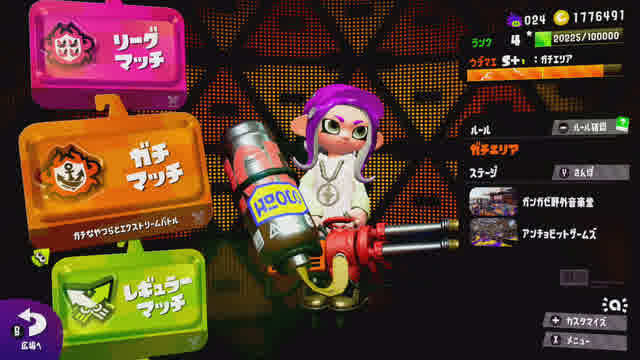 リーグ
マッチ
ガチ
マッチ
ガチなやつらとエクストリームバトル
レギュラー
マッチ
B
広場へ
024
1776491
ランク 4★ 20225/100000
ウデマエ S+ :ガチエリア
ルール
ルール確認
ガチエリア
ステージ
Y さんぽ
ガンガゼ野外音楽堂
アンチョビットゲームズ
+ カスタマイズ
X メニュー